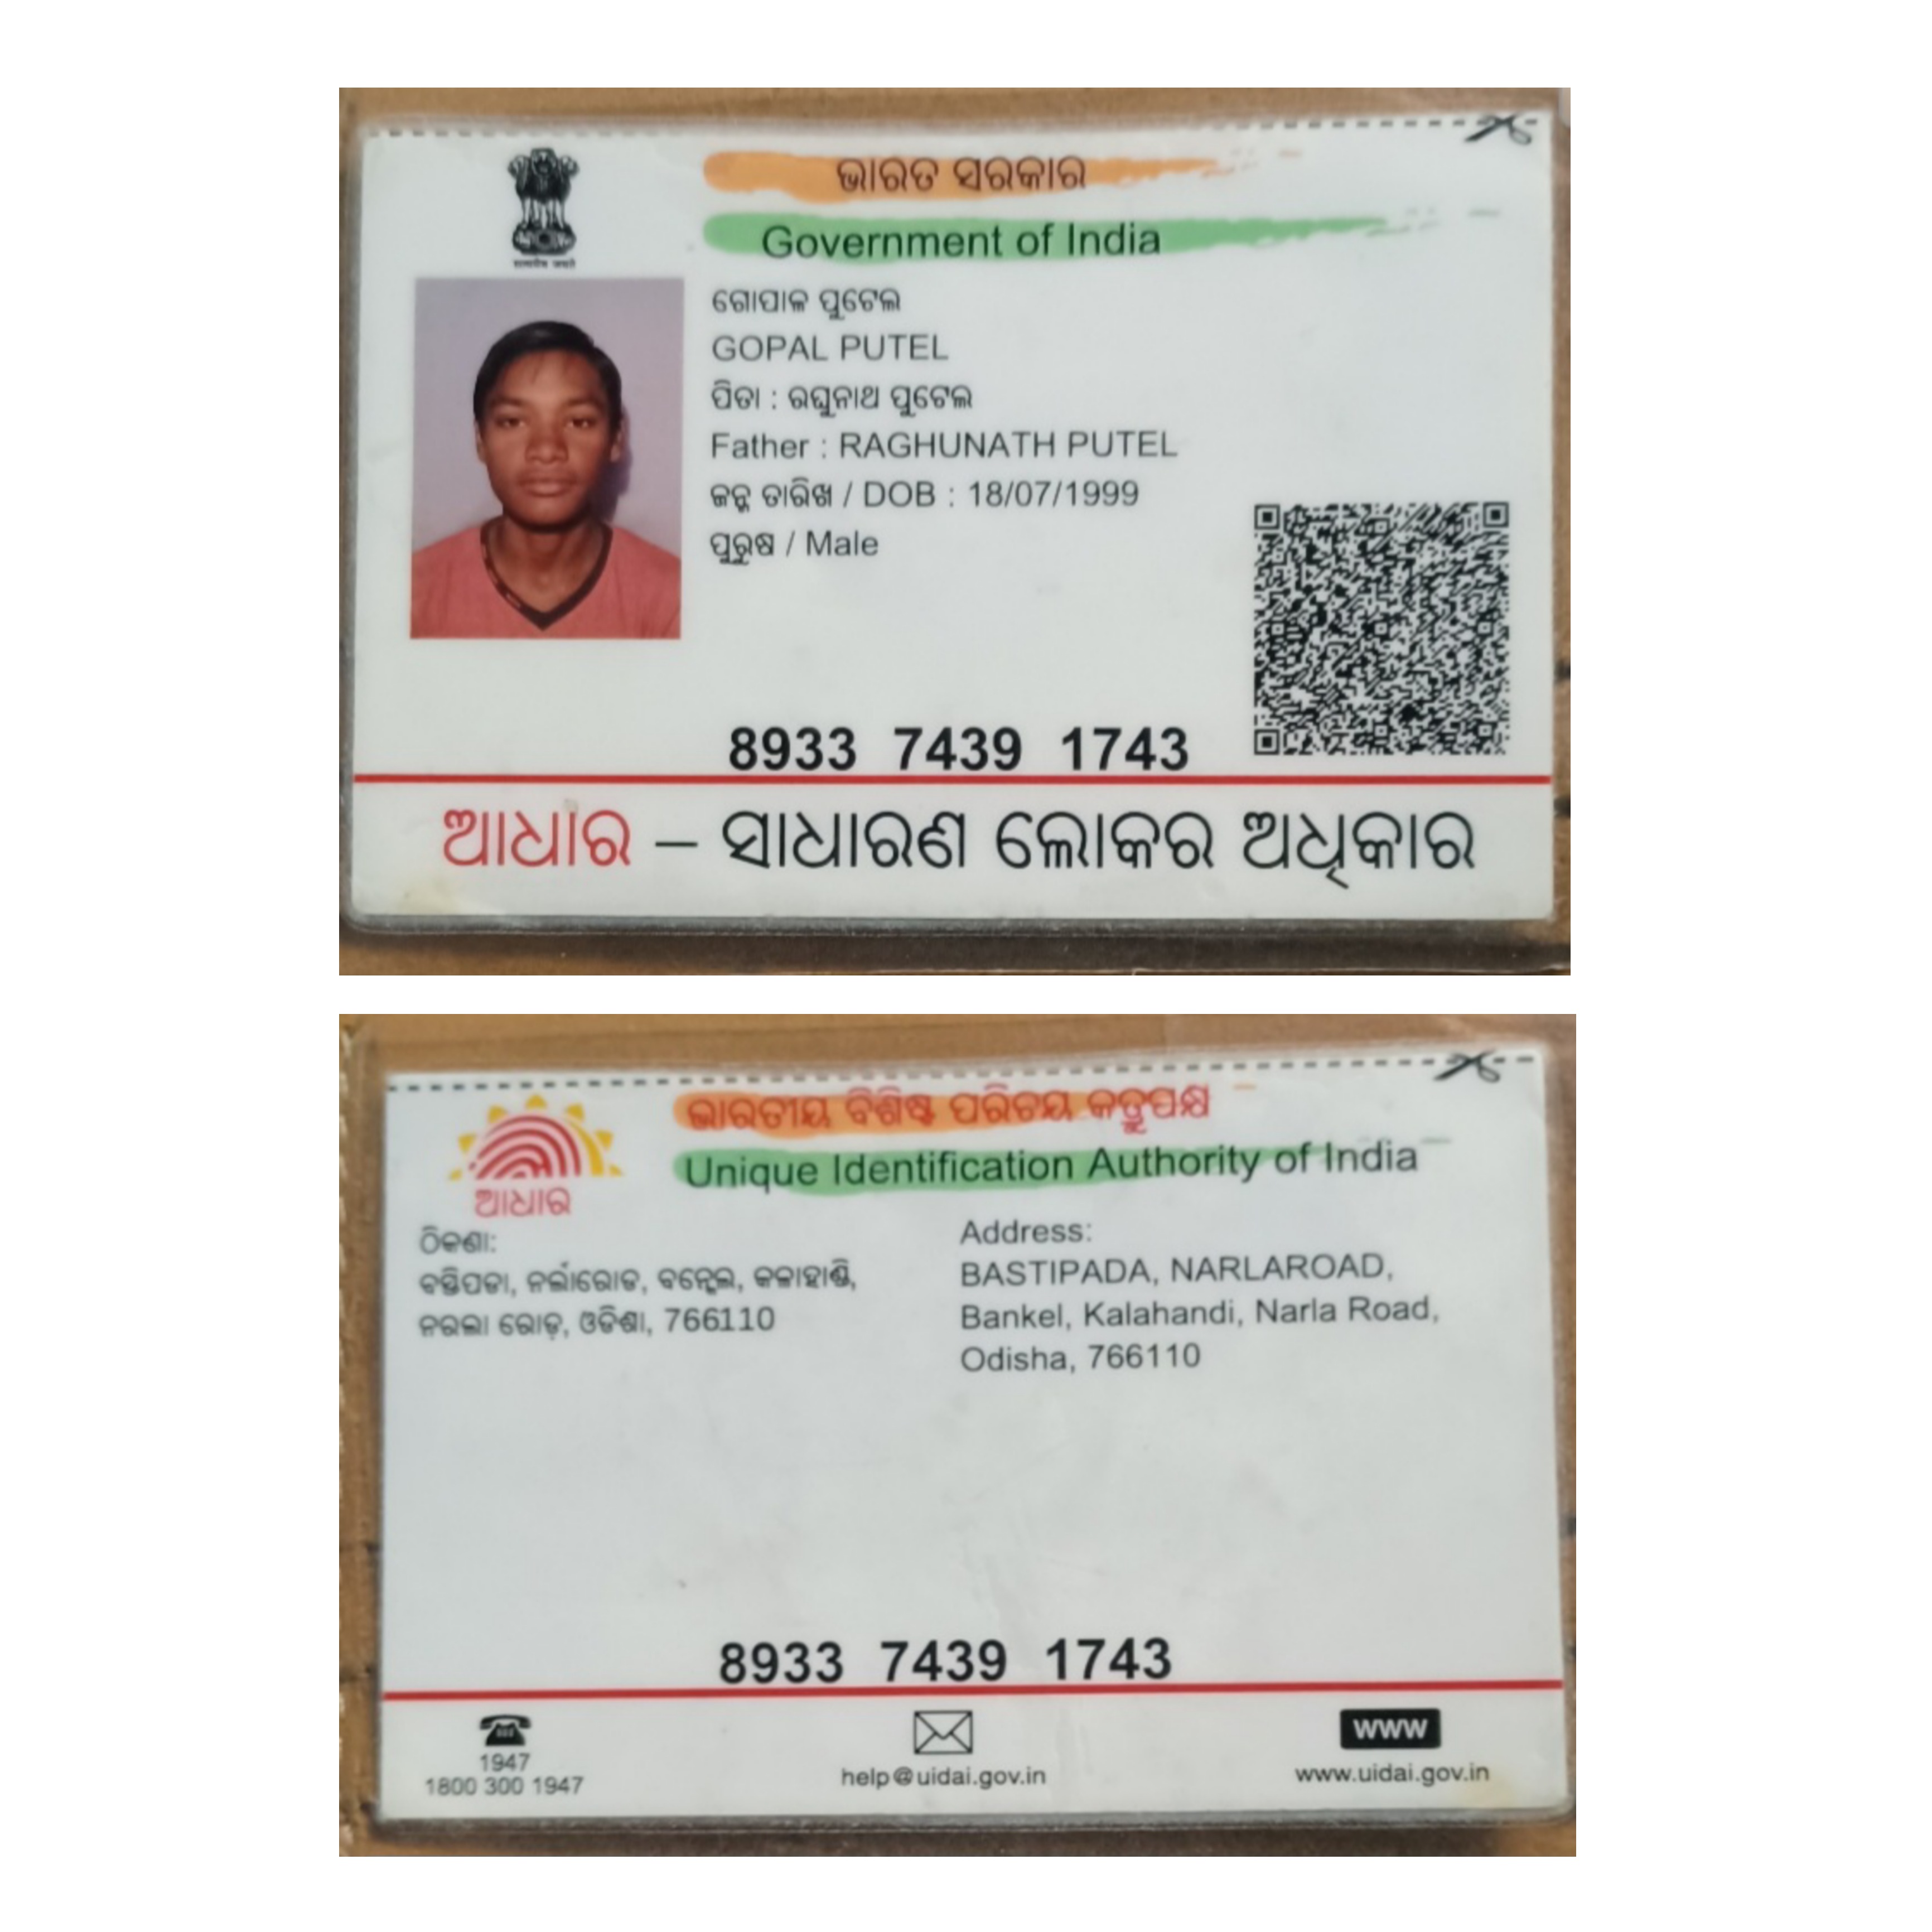 ଭାରତ ସରକାର
Government of India
ଗୋପାଳ ପୁଟେଲ
GOPAL PUTEL
ପିତା : ରଘୁନାଥ ପୁଟେଲ
Father : RAGHUNATH PUTEL
ଜନ୍ମ ତାରିଖ / DOB : 18/07/1999
ପୁରୁଷ / Male
8933 7439 1743
ଆଧାର – ସାଧାରଣ ଲୋକର ଅଧିକାର
ଭାରତୀୟ ବିଶିଷ୍ଟ ପରିଚୟ କର୍ତ୍ତୃପକ୍ଷ
Unique Identification Authority of India
ଆଧାର
ଠିକଣା:
ବସ୍ତିପଡା, ନର୍ଲାରୋଡ, ବନ୍କେଲ, କଳାହାଣ୍ଡି,
ନରଲା ରୋଡ଼, ଓଡିଶା, 766110
Address:
BASTIPADA, NARLAROAD,
Bankel, Kalahandi, Narla Road,
Odisha, 766110
8933 7439 1743
1947
1800 300 1947
help@uidai.gov.in
www
www.uidai.gov.in